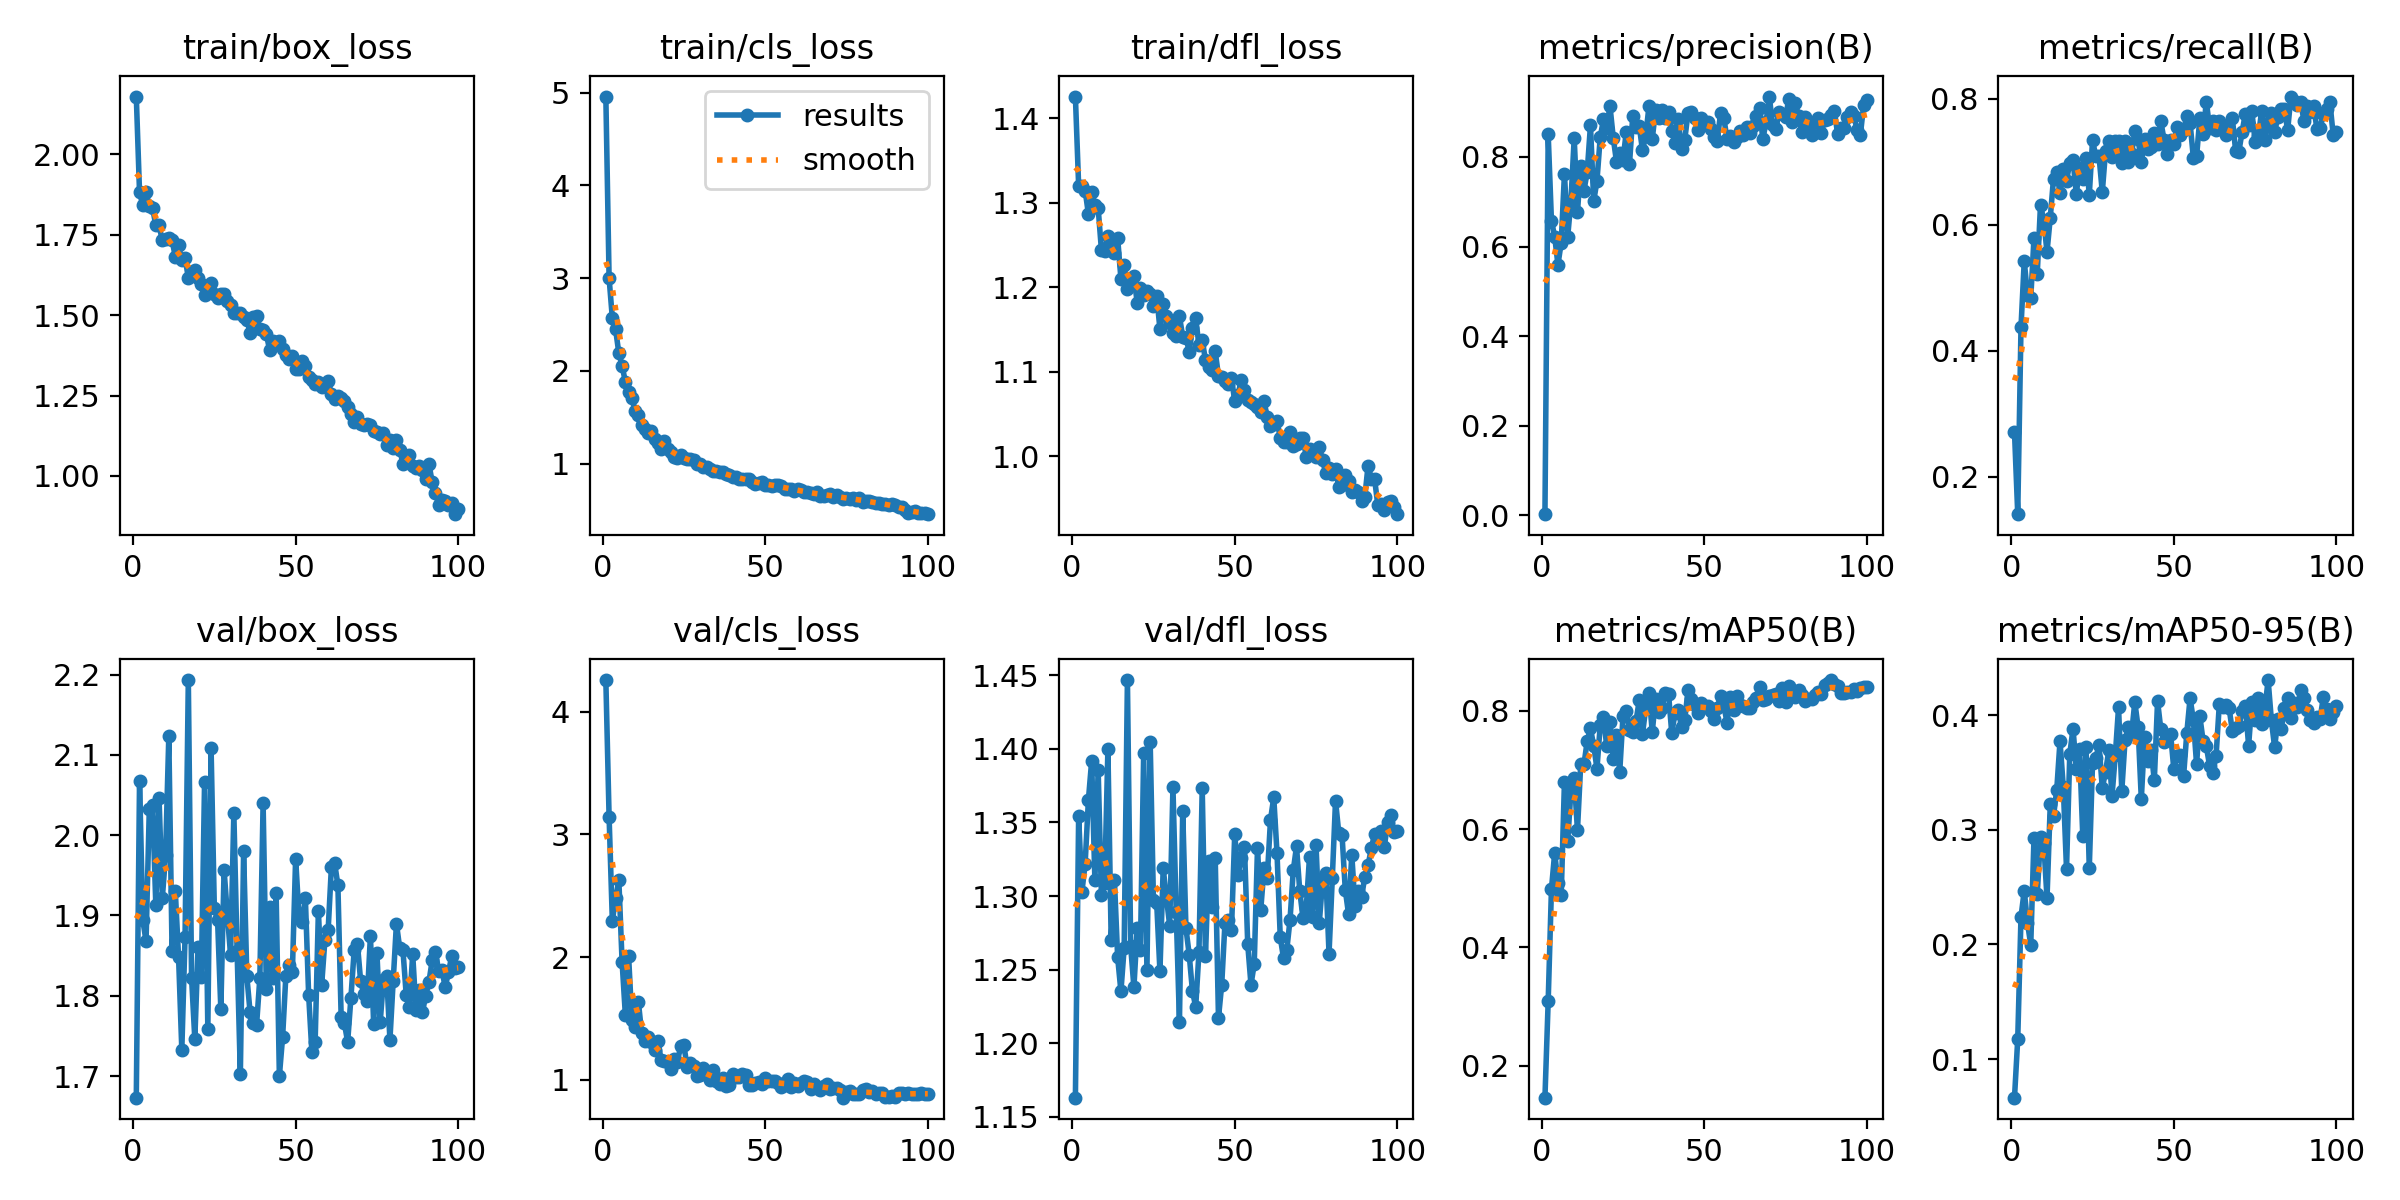 train/box_loss
2.00
1.75
1.50
1.25
1.00
0 50 100
train/cls_loss
results
smooth
5
4
3
2
1
0 50 100
train/dfl_loss
1.4
1.3
1.2
1.1
1.0
0 50 100
metrics/precision(B)
0.8
0.6
0.4
0.2
0.0
0 50 100
metrics/recall(B)
0.8
0.6
0.4
0.2
0 50 100
val/box_loss
2.2
2.1
2.0
1.9
1.8
1.7
0 50 100
val/cls_loss
4
3
2
1
0 50 100
val/dfl_loss
1.45
1.40
1.35
1.30
1.25
1.20
1.15
0 50 100
metrics/mAP50(B)
0.8
0.6
0.4
0.2
0 50 100
metrics/mAP50-95(B)
0.4
0.3
0.2
0.1
0 50 100